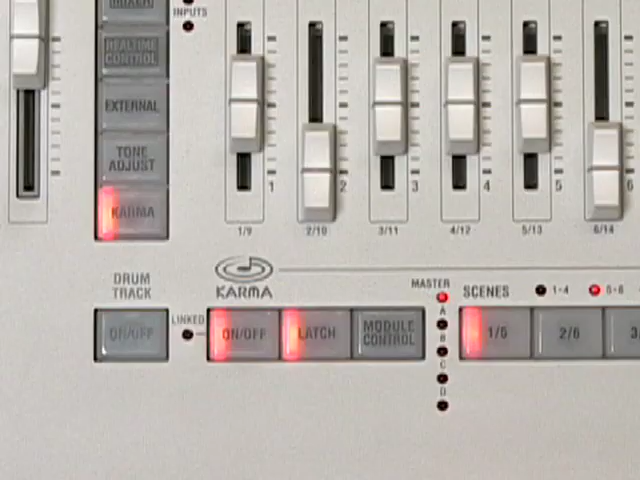 MIXER
INPUTS
REALTIME
CONTROL
EXTERNAL
TONE
ADJUST
KARMA
1
2
3
4
5
6
1/9
2/10
3/11
4/12
5/13
6/14
DRUM
TRACK
KARMA
MASTER
SCENES
1-4
5-8
LINKED
A
B
C
D
ON/OFF
ON/OFF
LATCH
MODULE
CONTROL
1/5
2/6
3/